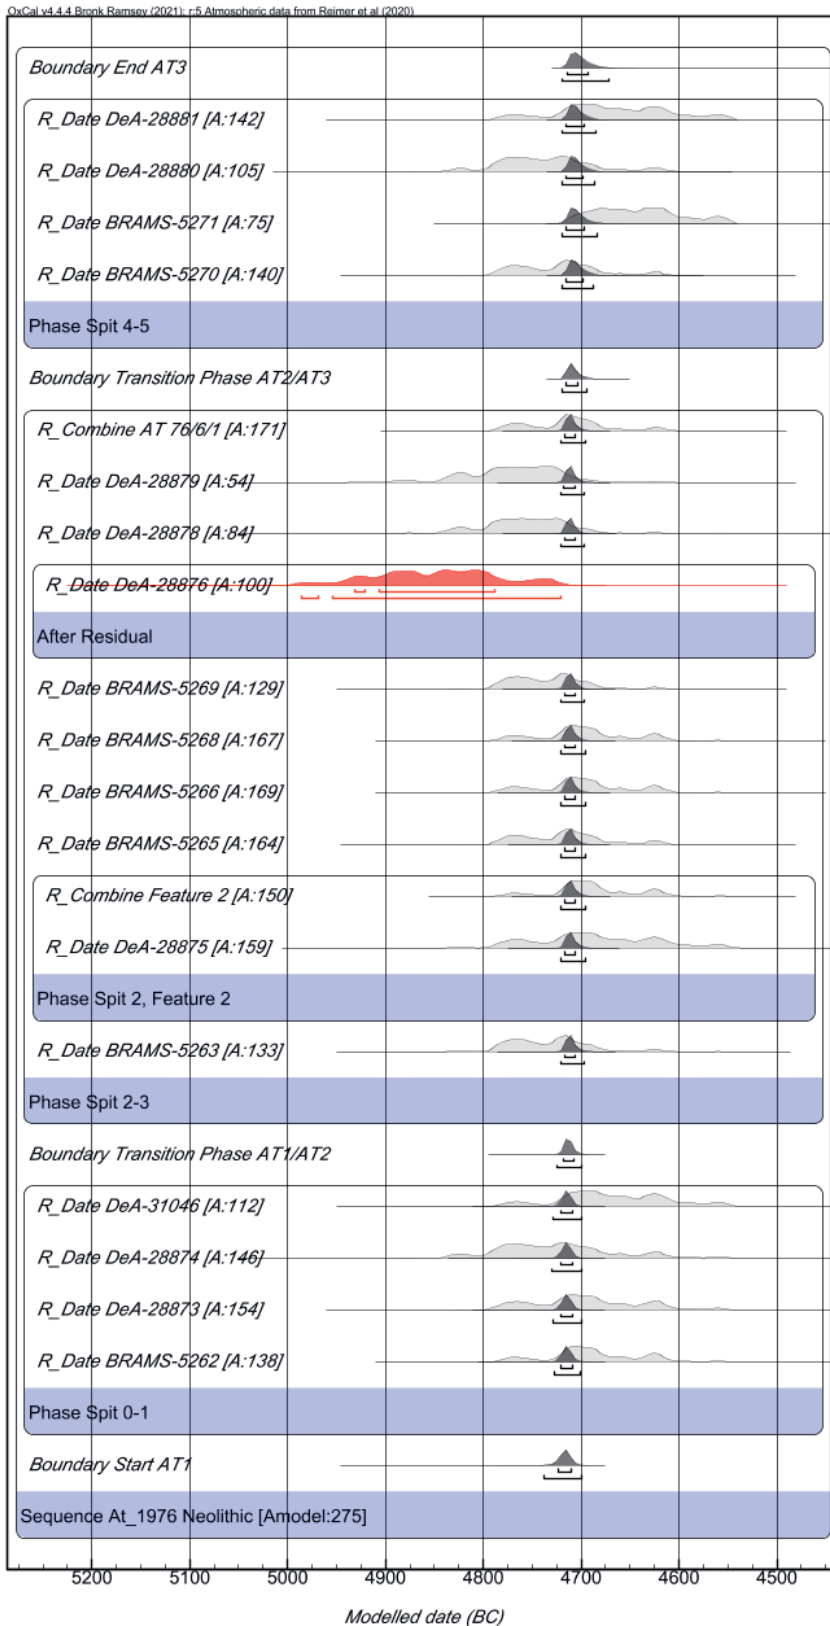 OxCal v4.4.4 Bronk Ramsey (2021); r:5 Atmospheric data from Reimer et al (2020)
Boundary End AT3
R_Date DeA-28881 [A:142]
R_Date DeA-28880 [A:105]
R_Date BRAMS-5271 [A:75]
R_Date BRAMS-5270 [A:140]
Phase Spit 4-5
Boundary Transition Phase AT2/AT3
R_Combine AT 76/6/1 [A:171]
R_Date DeA-28879 [A:54]
R_Date DeA-28878 [A:84]
R_Date DeA-28876 [A:100]
After Residual
R_Date BRAMS-5269 [A:129]
R_Date BRAMS-5268 [A:167]
R_Date BRAMS-5266 [A:169]
R_Date BRAMS-5265 [A:164]
R_Combine Feature 2 [A:150]
R_Date DeA-28875 [A:159]
Phase Spit 2, Feature 2
R_Date BRAMS-5263 [A:133]
Phase Spit 2-3
Boundary Transition Phase AT1/AT2
R_Date DeA-31046 [A:112]
R_Date DeA-28874 [A:146]
R_Date DeA-28873 [A:154]
R_Date BRAMS-5262 [A:138]
Phase Spit 0-1
Boundary Start AT1
Sequence At_1976 Neolithic [Amodel:275]
5200 5100 5000 4900 4800 4700 4600 4500
Modelled date (BC)